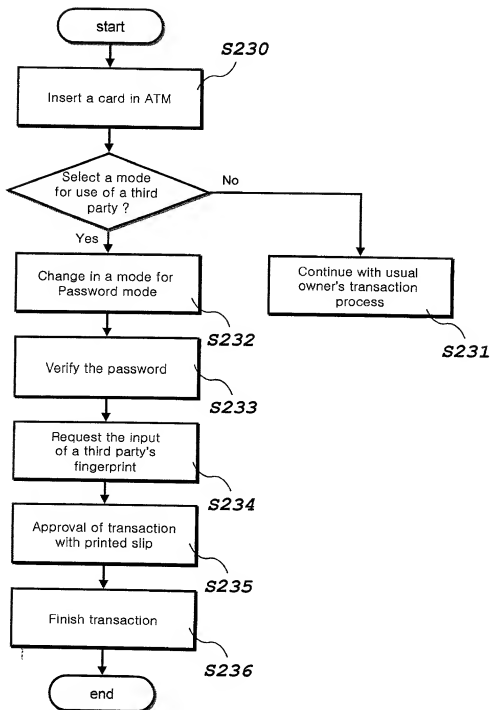 start
S230
Insert a card in ATM
Select a mode
for use of a third
party ?
No
Yes
Change in a mode for
Password mode
S232
Continue with usual
owner's transaction
process
S231
Verify the password
S233
Request the input
of a third party's
fingerprint
S234
Approval of transaction
with printed slip
S235
Finish transaction
S236
end